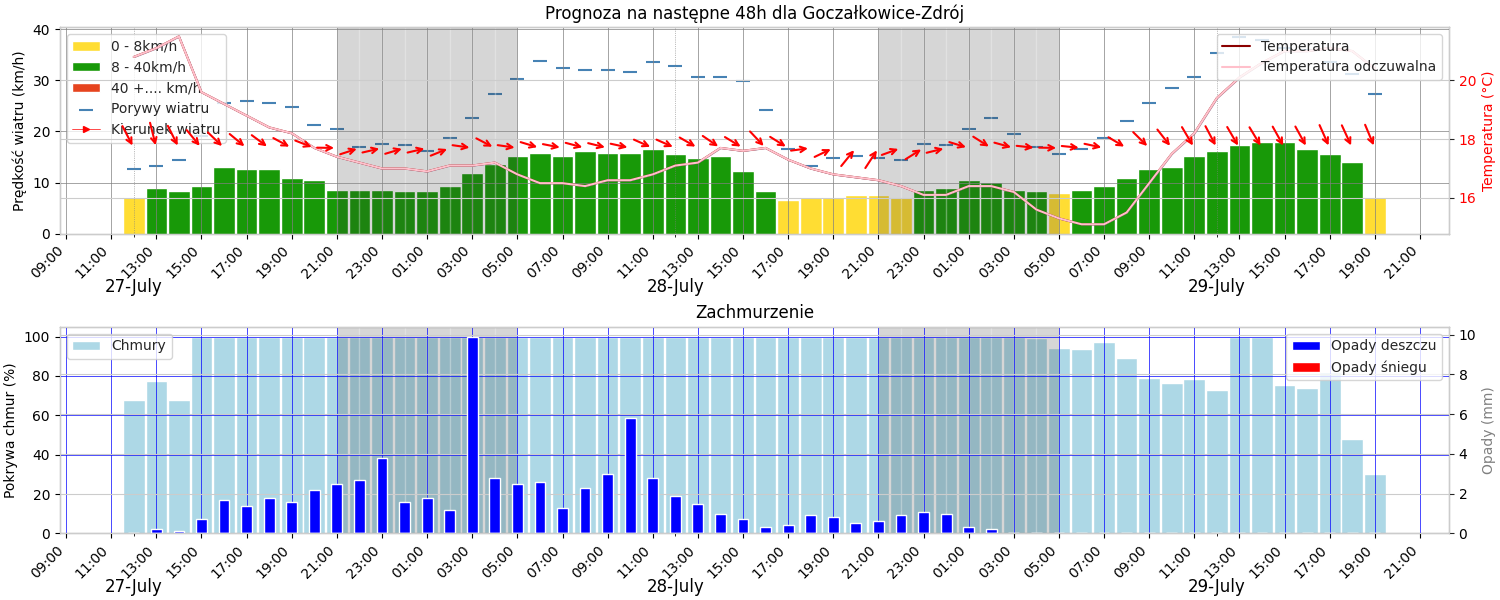 Prognoza na następne 48h dla Goczałkowice-Zdrój
Prędkość wiatru (km/h)
40
30
20
10
0
0 - 8km/h
8 - 40km/h
40 +.... km/h
Porywy wiatru
Kierunek wiatru
Temperatura
Temperatura odczuwalna
20
18
16
Temperatura (°C)
09:00 11:00 13:00 15:00 17:00 19:00 21:00 23:00 01:00 03:00 05:00 07:00 09:00 11:00 13:00 15:00 17:00 19:00 21:00 23:00 01:00 03:00 05:00 07:00 09:00 11:00 13:00 15:00 17:00 19:00 21:00
27-July 28-July 29-July
Zachmurzenie
Pokrywa chmur (%)
100
80
60
40
20
0
Chmury
Opady deszczu
Opady śniegu
10
8
6
4
2
0
Opady (mm)
09:00 11:00 13:00 15:00 17:00 19:00 21:00 23:00 01:00 03:00 05:00 07:00 09:00 11:00 13:00 15:00 17:00 19:00 21:00 23:00 01:00 03:00 05:00 07:00 09:00 11:00 13:00 15:00 17:00 19:00 21:00
27-July 28-July 29-July